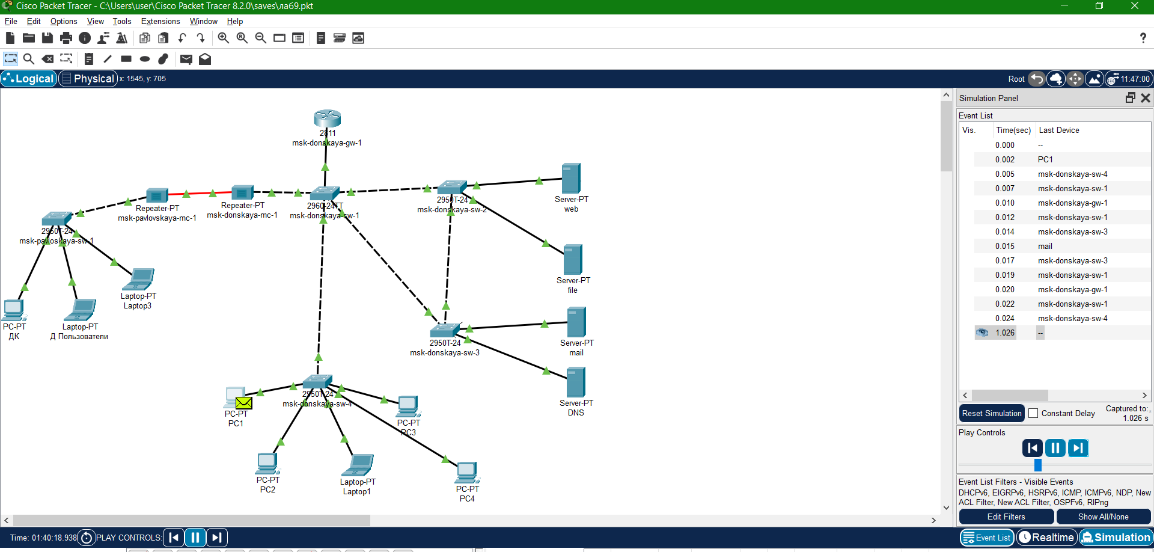 Cisco Packet Tracer - C:\Users\user\Cisco Packet Tracer 8.2.0\saves\ла69.pkt
File Edit Options View Tools Extensions Window Help
Logical Physical x: 1545, y: 705 Root 11:47:00
2811
msk-donskaya-gw-1
Repeater-PT
msk-pavlovskaya-mc-1
Repeater-PT
msk-donskaya-mc-1
2960-24TT
msk-donskaya-sw-1
2950T-24
msk-donskaya-sw-2
Server-PT
web
2950T-24
msk-pavloskaya-sw-1
Server-PT
file
Laptop-PT
Laptop3
PC-PT
ДК
Laptop-PT
Д Пользователи
2950T-24
msk-donskaya-sw-3
Server-PT
mail
2950T-24
msk-donskaya-sw-4
Server-PT
DNS
PC-PT
PC1
PC-PT
PC3
PC-PT
PC2
Laptop-PT
Laptop1
PC-PT
PC4
Simulation Panel
Event List
Vis. Time(sec) Last Device
0.000 --
0.002 PC1
0.005 msk-donskaya-sw-4
0.007 msk-donskaya-sw-1
0.010 msk-donskaya-gw-1
0.012 msk-donskaya-sw-1
0.014 msk-donskaya-sw-3
0.015 mail
0.017 msk-donskaya-sw-3
0.019 msk-donskaya-sw-1
0.020 msk-donskaya-gw-1
0.022 msk-donskaya-sw-1
0.024 msk-donskaya-sw-4
1.026 --
Reset Simulation Constant Delay Captured to:
1.026 s
Play Controls
Event List Filters - Visible Events
DHCPv6, EIGRPv6, HSRPv6, ICMP, ICMPv6, NDP, New
ACL Filter, New ACL Filter, OSPFv6, RIPng
Edit Filters Show All/None
Time: 01:40:18.938 PLAY CONTROLS: Event List Realtime Simulation